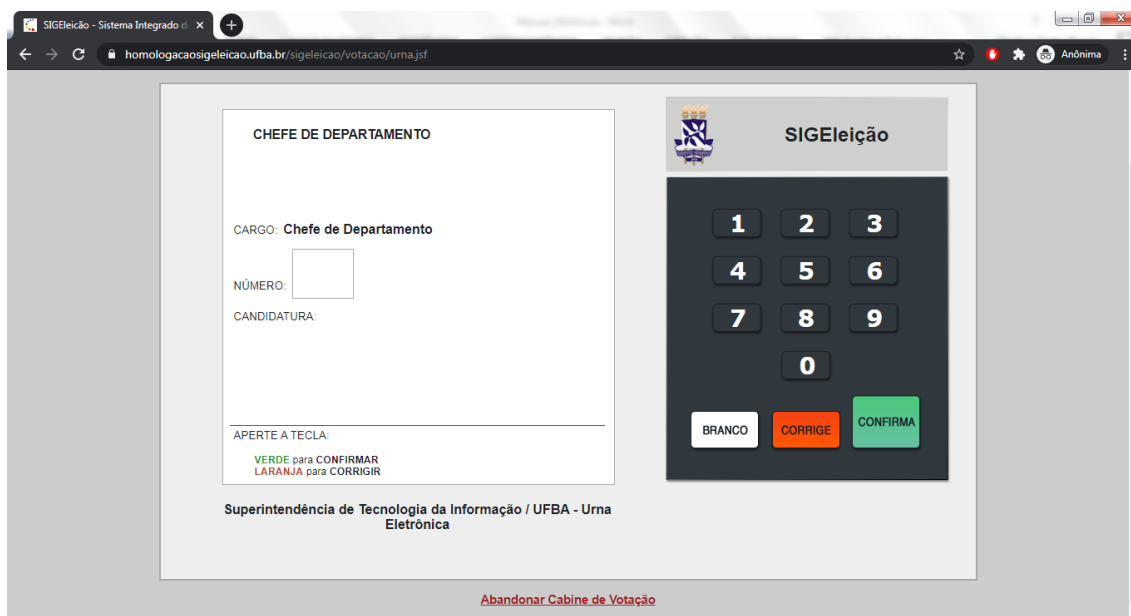 SIGEleicão - Sistema Integrado d
homologacaosigeleicao.ufba.br/sigeleicao/votacao/urna.jsf
Anônima
CHEFE DE DEPARTAMENTO
CARGO: Chefe de Departamento
NÚMERO:
CANDIDATURA:
APERTE A TECLA:
VERDE para CONFIRMAR
LARANJA para CORRIGIR
Superintendência de Tecnologia da Informação / UFBA - Urna
Eletrônica
SIGEleição
1 2 3
4 5 6
7 8 9
0
BRANCO CORRIGE CONFIRMA
Abandonar Cabine de Votação